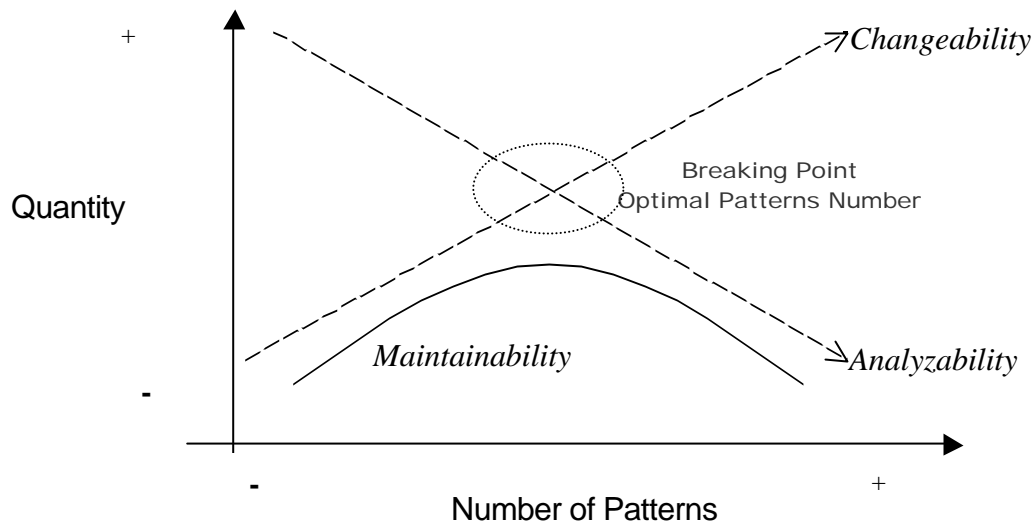 +
Changeability
Breaking Point
Optimal Patterns Number
Quantity
Maintainability
Analyzability
-
-
+
Number of Patterns